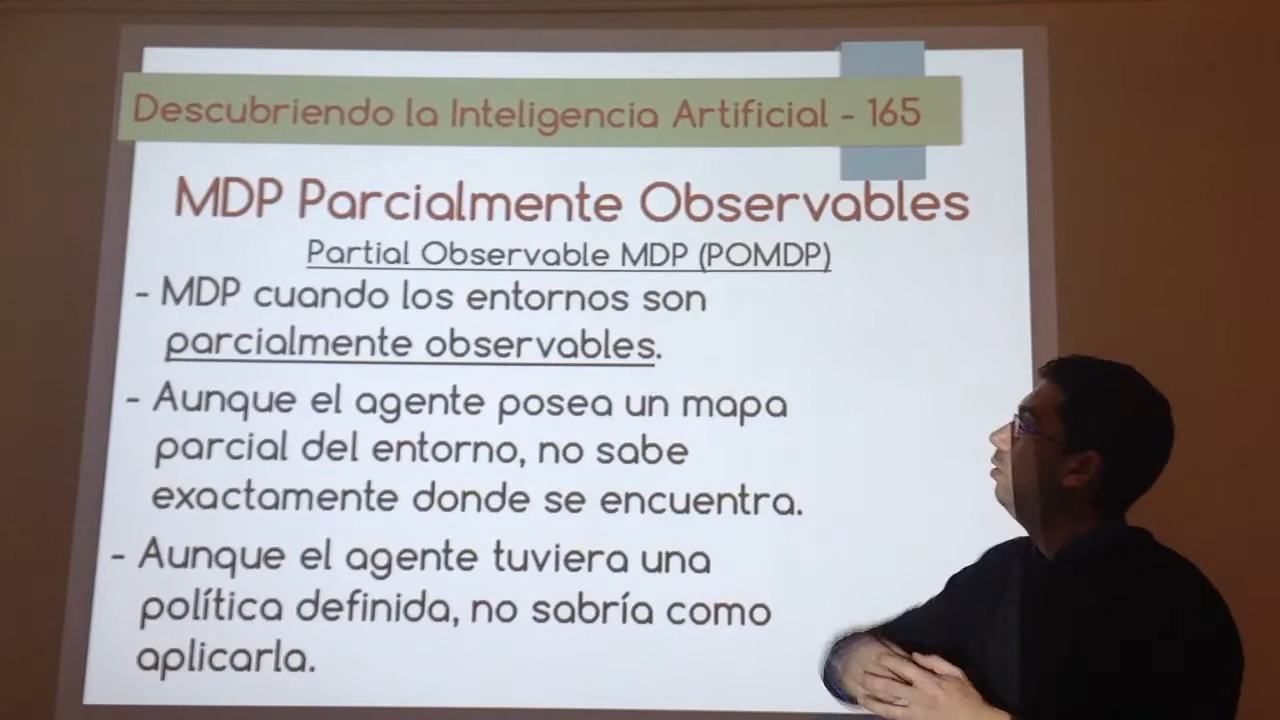 Descubriendo la Inteligencia Artificial - 165
MDP Parcialmente Observables
Partial Observable MDP (POMDP)
- MDP cuando los entornos son
parcialmente observables.
- Aunque el agente posea un mapa
parcial del entorno, no sabe
exactamente donde se encuentra.
- Aunque el agente tuviera una
política definida, no sabría como
aplicarla.